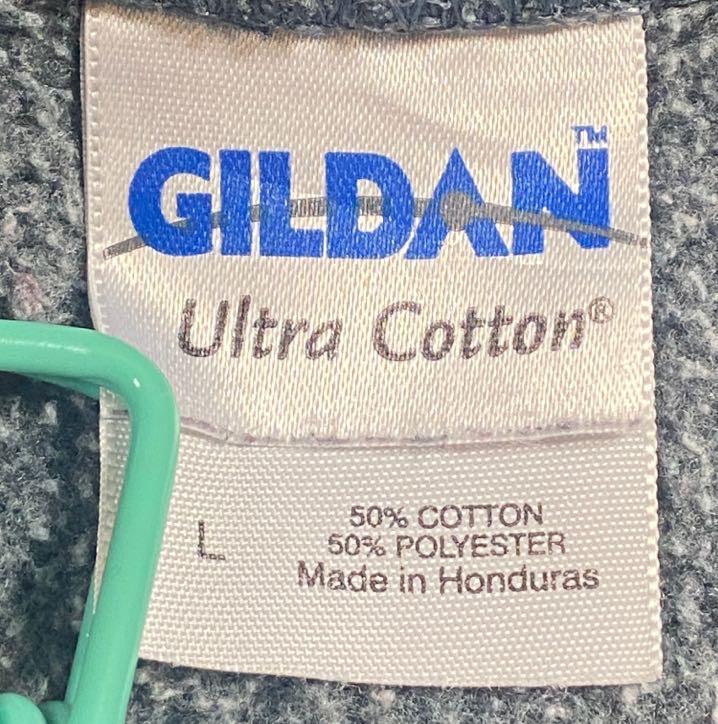 GILDAN™
Ultra Cotton®
L
50% COTTON
50% POLYESTER
Made in Honduras